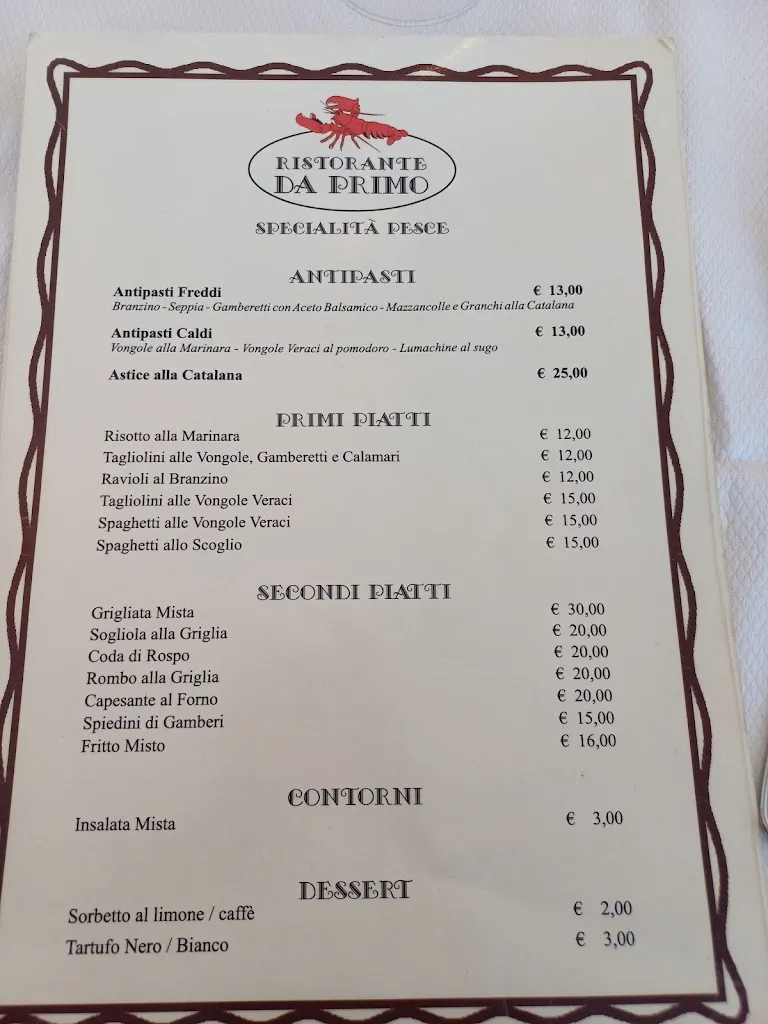 RISTORANTE
DA PRIMO
SPECIALITÀ PESCE
ANTIPASTI
Antipasti Freddi € 13,00
Branzino - Seppia - Gamberetti con Aceto Balsamico - Mazzancolle e Granchi alla Catalana
Antipasti Caldi € 13,00
Vongole alla Marinara - Vongole Veraci al pomodoro - Lumachine al sugo
Astice alla Catalana € 25,00
PRIMI PIATTI
Risotto alla Marinara € 12,00
Tagliolini alle Vongole, Gamberetti e Calamari € 12,00
Ravioli al Branzino € 12,00
Tagliolini alle Vongole Veraci € 15,00
Spaghetti alle Vongole Veraci € 15,00
Spaghetti allo Scoglio € 15,00
SECONDI PIATTI
Grigliata Mista € 30,00
Sogliola alla Griglia € 20,00
Coda di Rospo € 20,00
Rombo alla Griglia € 20,00
Capesante al Forno € 20,00
Spiedini di Gamberi € 15,00
Fritto Misto € 16,00
CONTORNI
Insalata Mista € 3,00
DESSERT
Sorbetto al limone / caffè € 2,00
Tartufo Nero / Bianco € 3,00